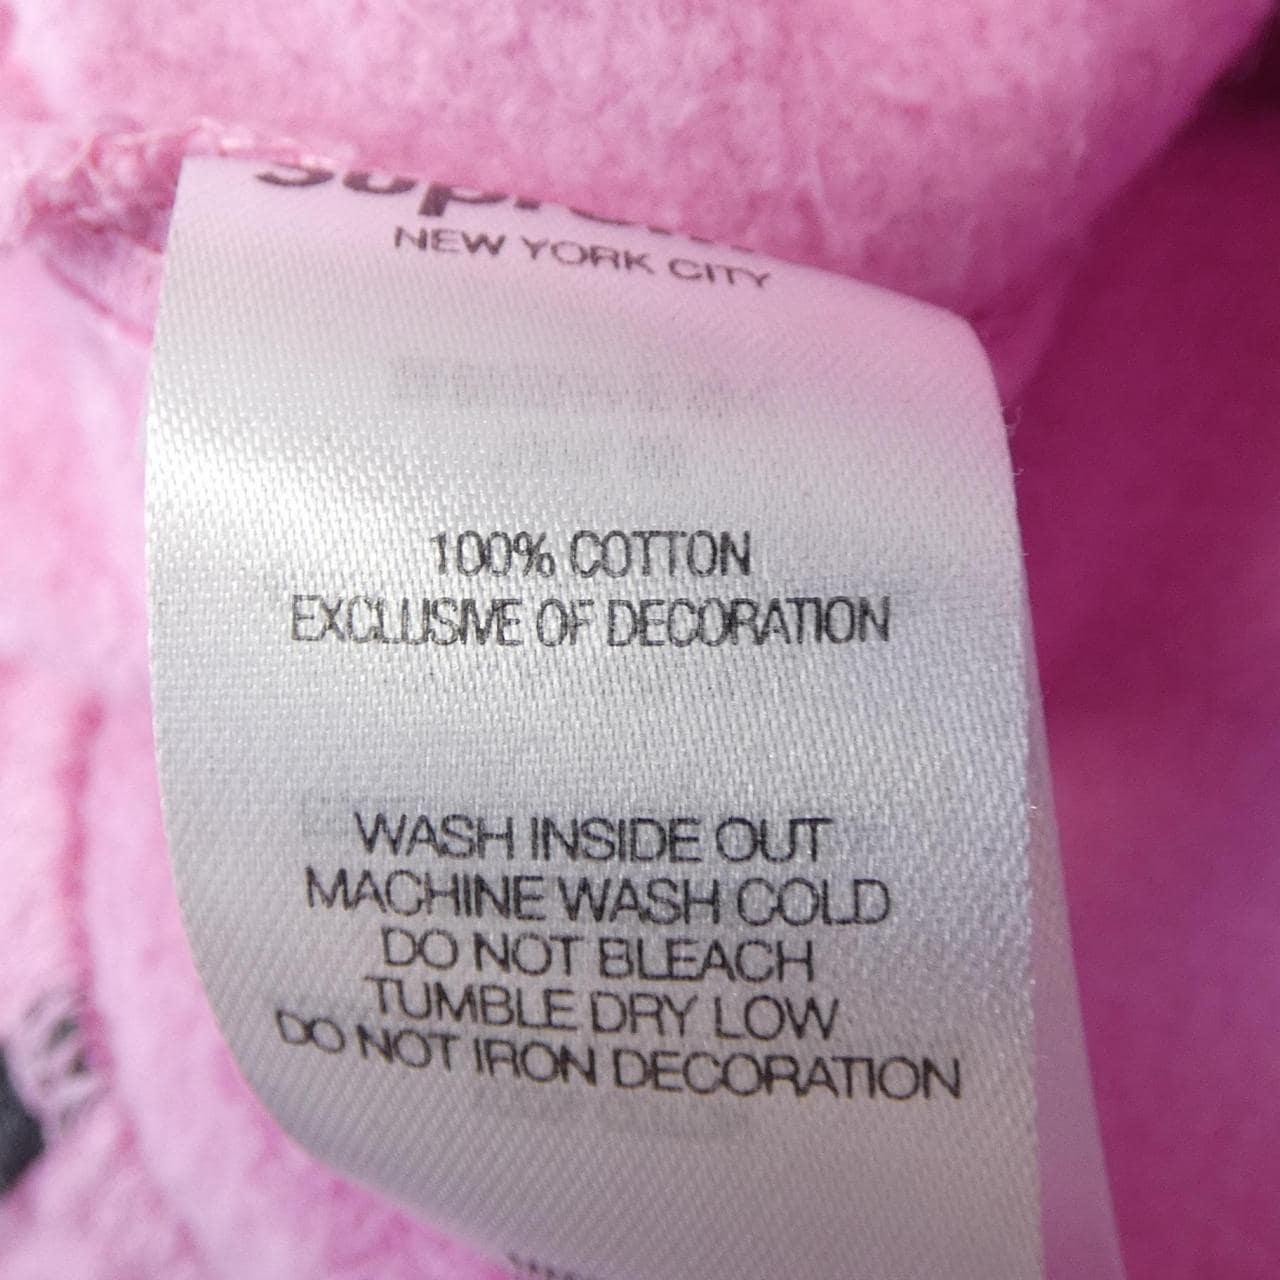 Supreme
NEW YORK CITY
100% COTTON
EXCLUSIVE OF DECORATION
WASH INSIDE OUT
MACHINE WASH COLD
DO NOT BLEACH
TUMBLE DRY LOW
DO NOT IRON DECORATION